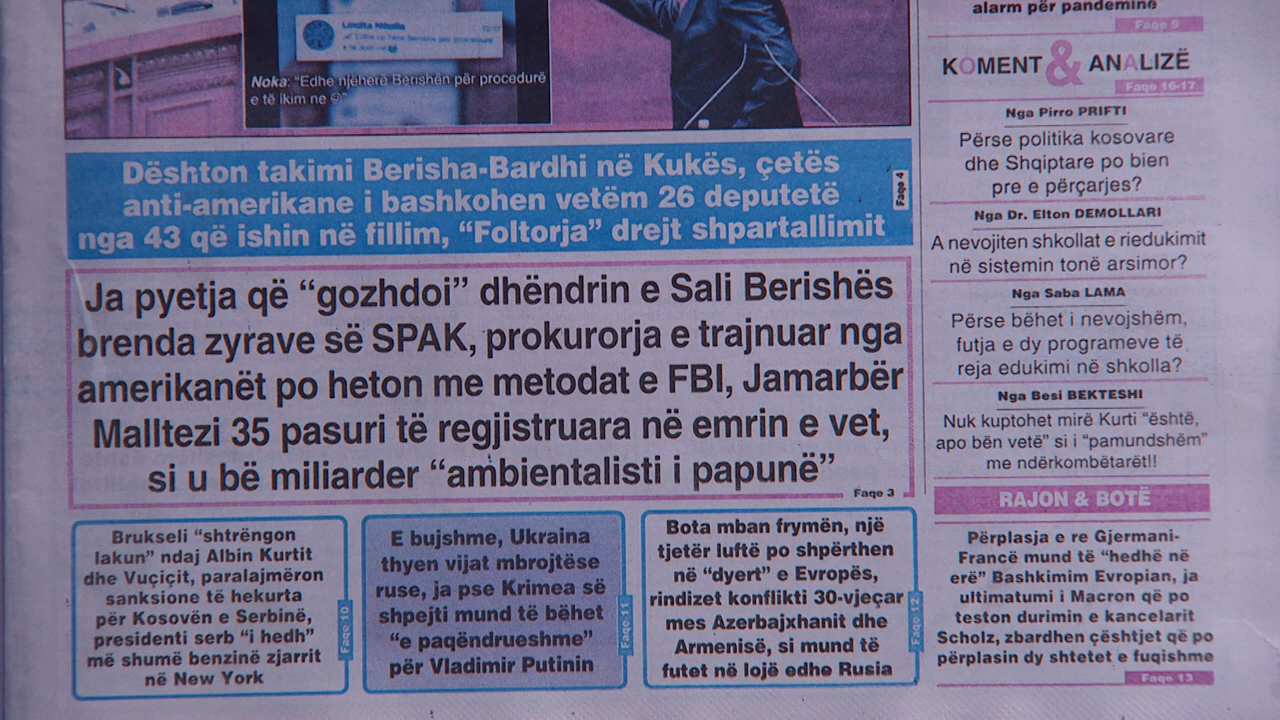 Noka: "Edhe njëherë Berishën për procedurë
e të ikim ne ☺"
Dështon takimi Berisha-Bardhi në Kukës, çetës
anti-amerikane i bashkohen vetëm 26 deputetë
nga 43 që ishin në fillim, "Foltorja" drejt shpartallimit
Faqe 4
Ja pyetja që "gozhdoi" dhëndrin e Sali Berishës
brenda zyrave së SPAK, prokurorja e trajnuar nga
amerikanët po heton me metodat e FBI, Jamarbër
Malltezi 35 pasuri të regjistruara në emrin e vet,
si u bë miliarder "ambientalisti i papunë"
Faqe 3
Brukseli "shtrëngon
lakun" ndaj Albin Kurtit
dhe Vuçiçit, paralajmëron
sanksione të hekurta
për Kosovën e Serbinë,
presidenti serb "i hedh"
më shumë benzinë zjarrit
në New York
Faqe 10
E bujshme, Ukraina
thyen vijat mbrojtëse
ruse, ja pse Krimea së
shpejti mund të bëhet
"e paqëndrueshme"
për Vladimir Putinin
Faqe 11
Bota mban frymën, një
tjetër luftë po shpërthen
në "dyert" e Evropës,
rindizet konflikti 30-vjeçar
mes Azerbajxhanit dhe
Armenisë, si mund të
futet në lojë edhe Rusia
Faqe 12
alarm për pandeminë
Faqe 9
KOMENT & ANALIZË
Faqe 16-17
Nga Pirro PRIFTI
Përse politika kosovare
dhe Shqiptare po bien
pre e përçarjes?
Nga Dr. Elton DEMOLLARI
A nevojiten shkollat e riedukimit
në sistemin tonë arsimor?
Nga Saba LAMA
Përse bëhet i nevojshëm,
futja e dy programeve të
reja edukimi në shkolla?
Nga Besi BEKTESHI
Nuk kuptohet mirë Kurti "është,
apo bën vetë" si i "pamundshëm"
me ndërkombëtarët!!
RAJON & BOTË
Përplasja e re Gjermani-
Francë mund të "hedhë në
erë" Bashkimim Evropian, ja
ultimatumi i Macron që po
teston durimin e kancelarit
Scholz, zbardhen çështjet që po
përplasin dy shtetet e fuqishme
Faqe 13